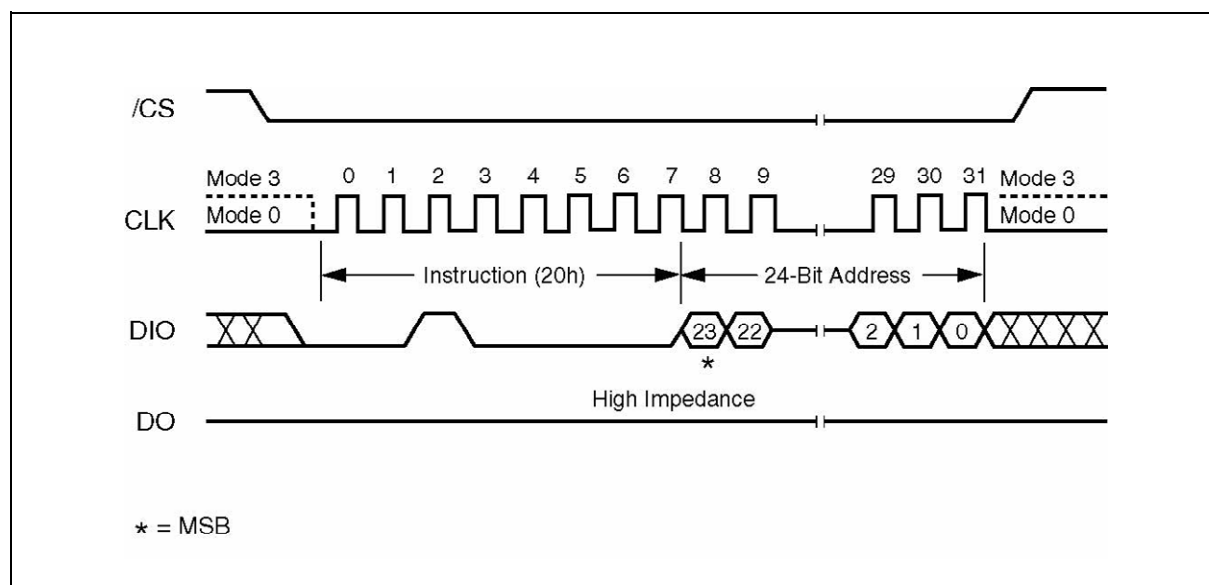 /CS
Mode 3 0 1 2 3 4 5 6 7 8 9 29 30 31 Mode 3
CLK Mode 0 Mode 0
Instruction (20h) 24-Bit Address
DIO 23 22 2 1 0
*
High Impedance
DO
* = MSB